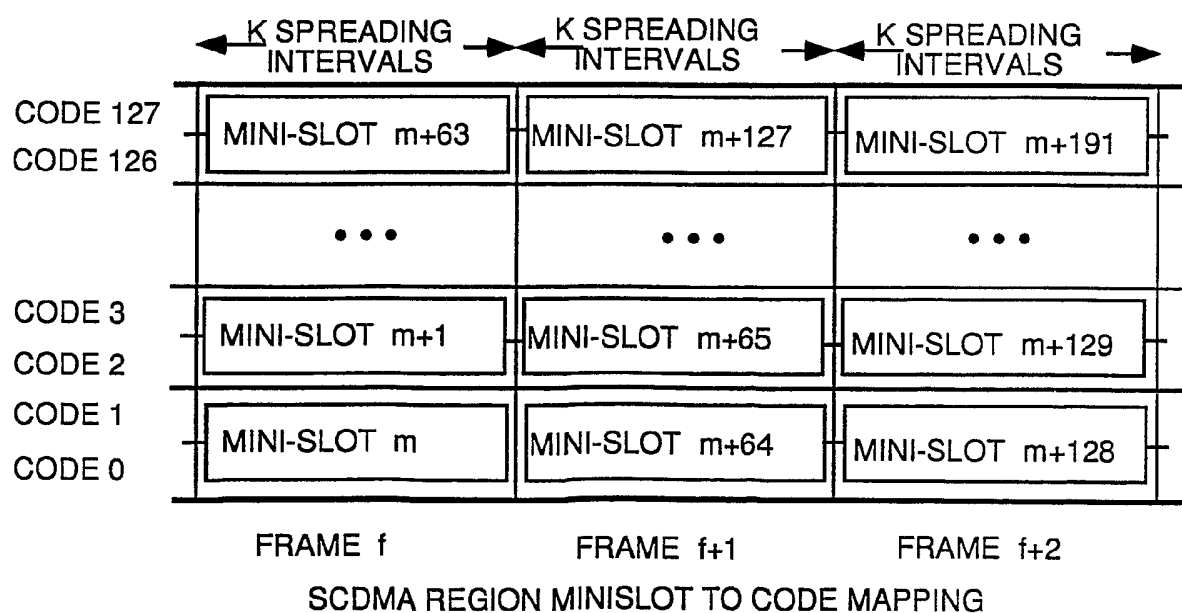 K SPREADING INTERVALS
K SPREADING INTERVALS
K SPREADING INTERVALS
CODE 127
CODE 126
MINI-SLOT m+63
MINI-SLOT m+127
MINI-SLOT m+191
•••
•••
•••
CODE 3
CODE 2
MINI-SLOT m+1
MINI-SLOT m+65
MINI-SLOT m+129
CODE 1
CODE 0
MINI-SLOT m
MINI-SLOT m+64
MINI-SLOT m+128
FRAME f
FRAME f+1
FRAME f+2
SCDMA REGION MINISLOT TO CODE MAPPING